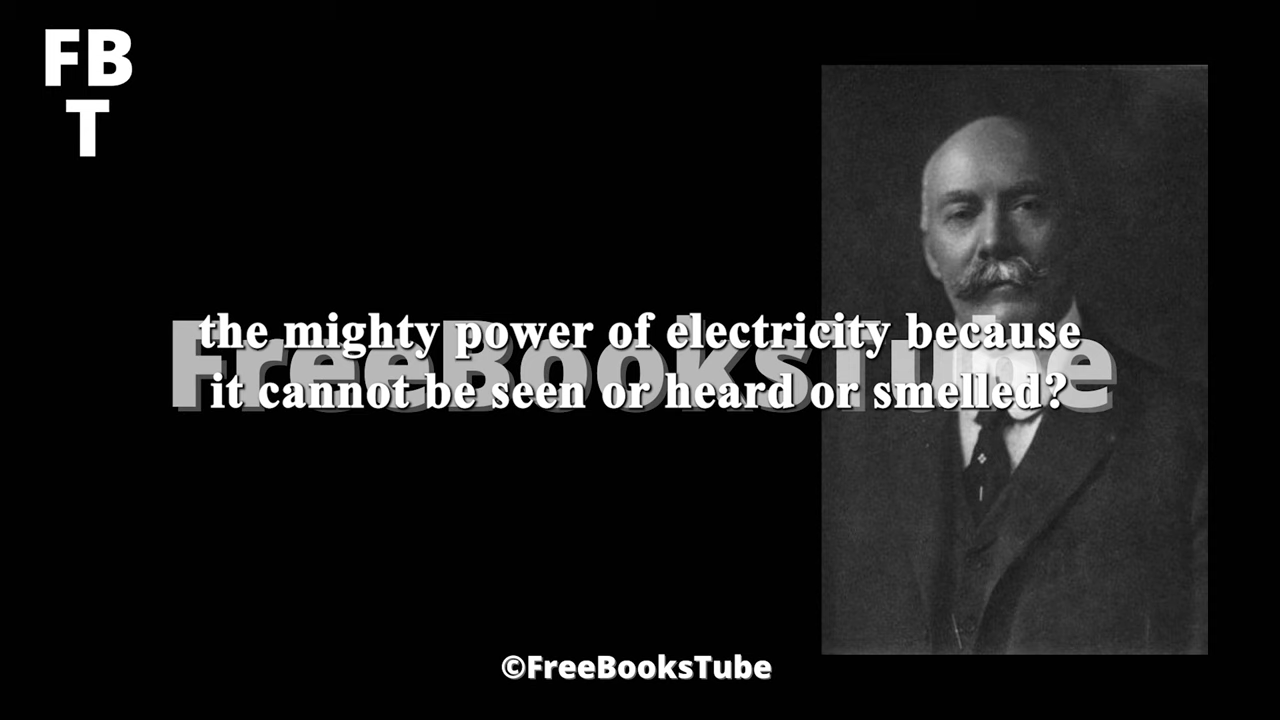 FB
T
the mighty power of electricity because
FreeBooksTube
it cannot be seen or heard or smelled?
©FreeBooksTube